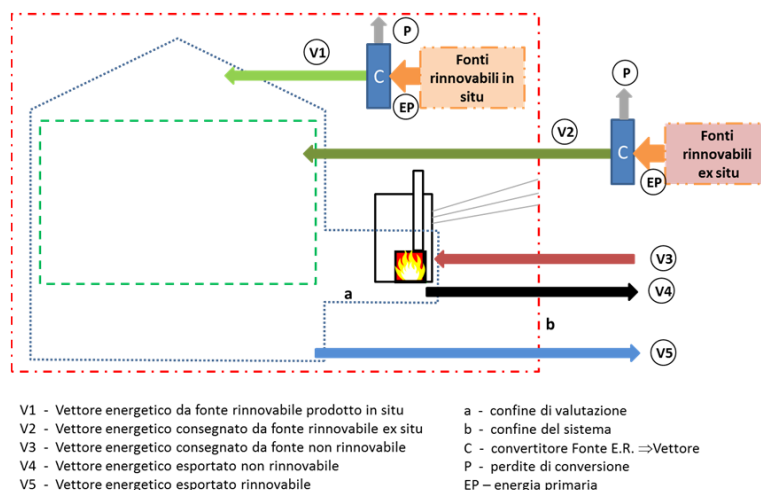 P
V1
Fonti
rinnovabili in
situ
C
EP
P
V2
Fonti
rinnovabili
ex situ
C
EP
V3
a
V4
b
V5
V1 - Vettore energetico da fonte rinnovabile prodotto in situ
V2 - Vettore energetico consegnato da fonte rinnovabile ex situ
V3 - Vettore energetico consegnato da fonte non rinnovabile
V4 - Vettore energetico esportato non rinnovabile
V5 - Vettore energetico esportato rinnovabile
a - confine di valutazione
b - confine del sistema
C - convertitore Fonte E.R. ⇒Vettore
P - perdite di conversione
EP – energia primaria